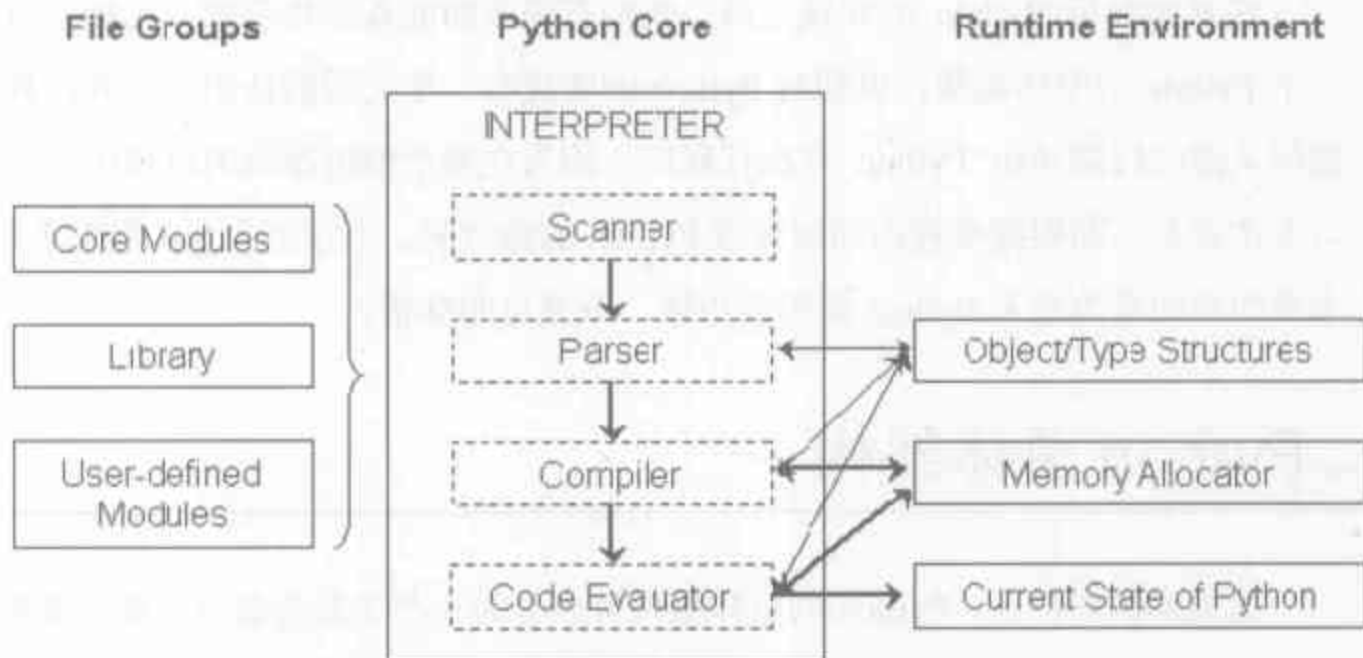 File Groups
Python Core
Runtime Environment
INTERPRETER
Core Modules
Library
User-defined
Modules
Scanner
Parser
Compiler
Code Evauator
Object/Type Structures
Memory Allocator
Current State of Python